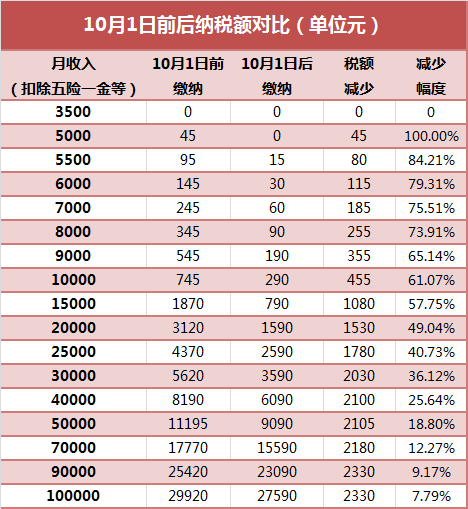 10月1日前后纳税额对比（单位元）
月收入 10月1日前 10月1日后 税额 减少
（扣除五险一金等） 缴纳 缴纳 减少 幅度
3500 0 0 0 0
5000 45 0 45 100.00%
5500 95 15 80 84.21%
6000 145 30 115 79.31%
7000 245 60 185 75.51%
8000 345 90 255 73.91%
9000 545 190 355 65.14%
10000 745 290 455 61.07%
15000 1870 790 1080 57.75%
20000 3120 1590 1530 49.04%
25000 4370 2590 1780 40.73%
30000 5620 3590 2030 36.12%
40000 8190 6090 2100 25.64%
50000 11195 9090 2105 18.80%
70000 17770 15590 2180 12.27%
90000 25420 23090 2330 9.17%
100000 29920 27590 2330 7.79%